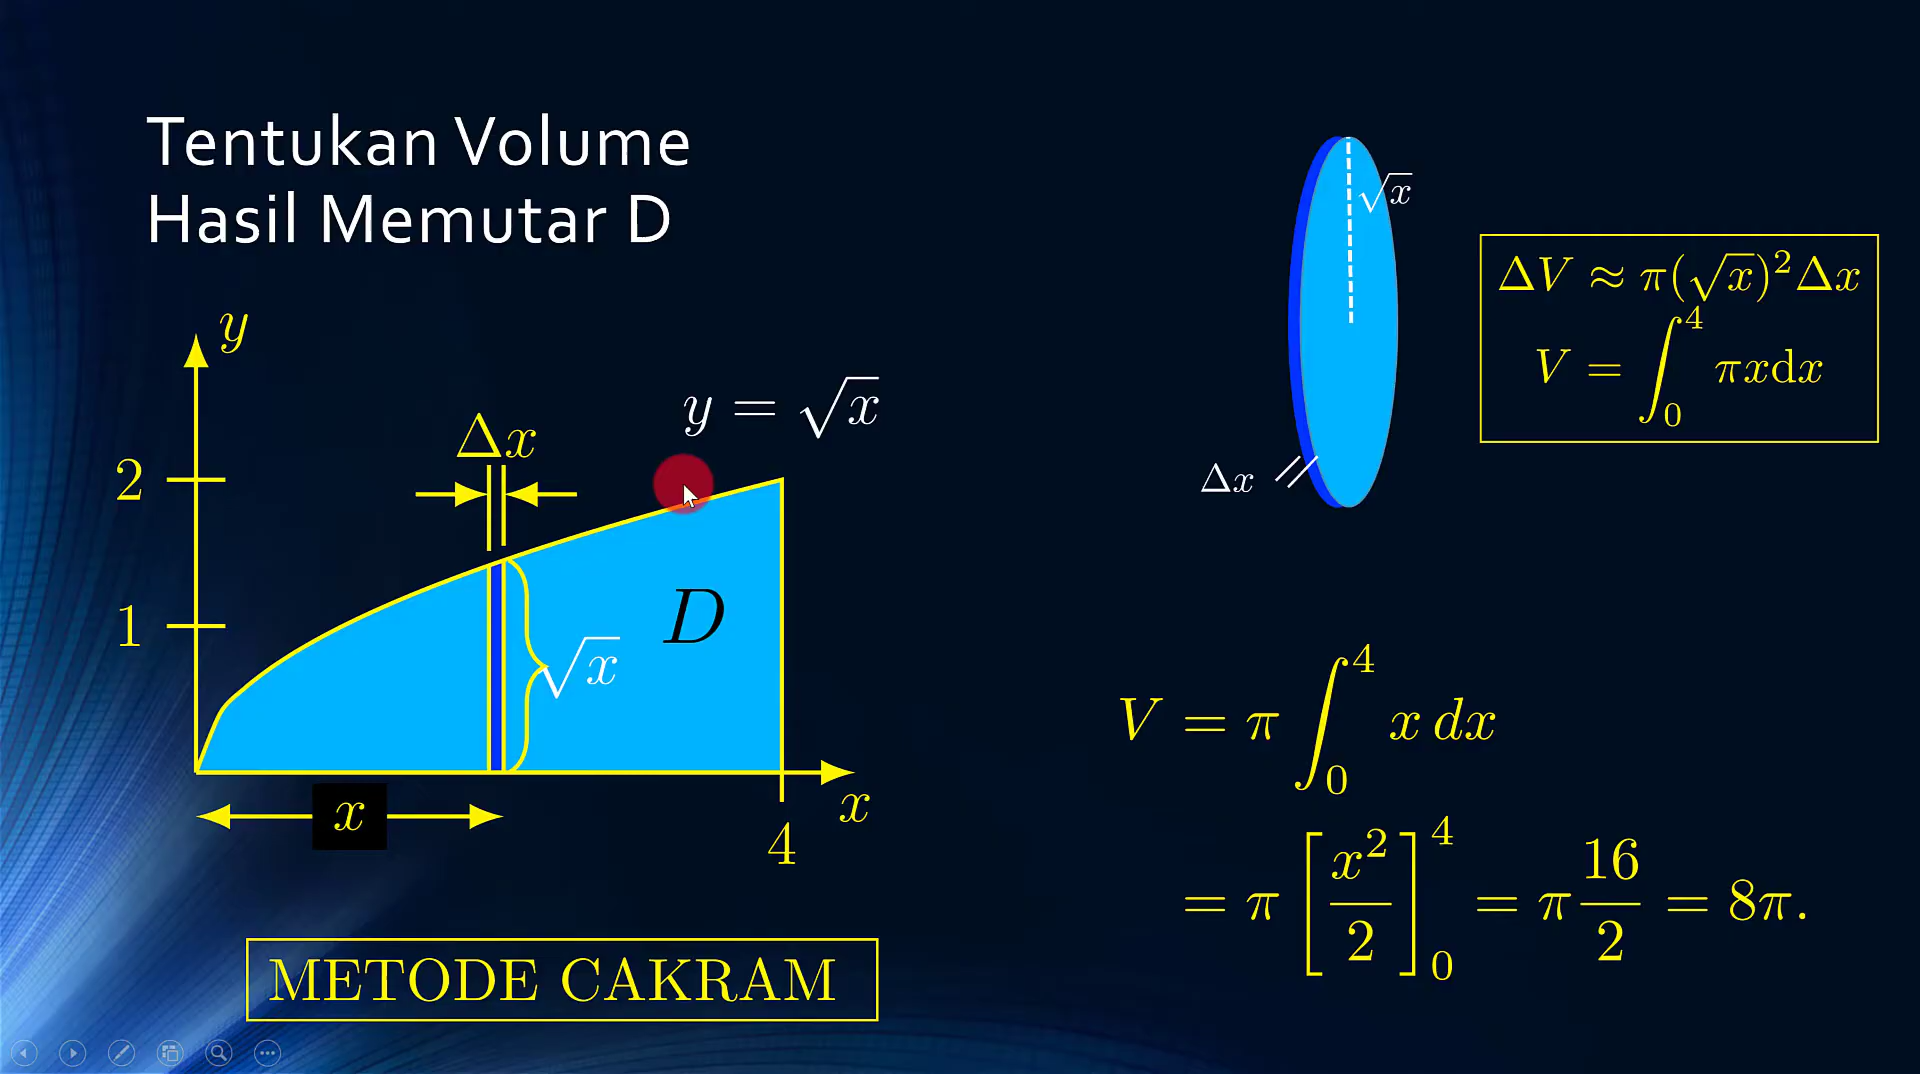 Tentukan Volume
Hasil Memutar D
y
y = √x
Δx
2
1
D
√x
x
x
4
METODE CAKRAM
√x
Δx
ΔV ≈ π(√x)²Δx
V = ∫₀⁴ πxdx
V = π ∫₀⁴ x dx
= π [x²/2]₀⁴ = π 16/2 = 8π.